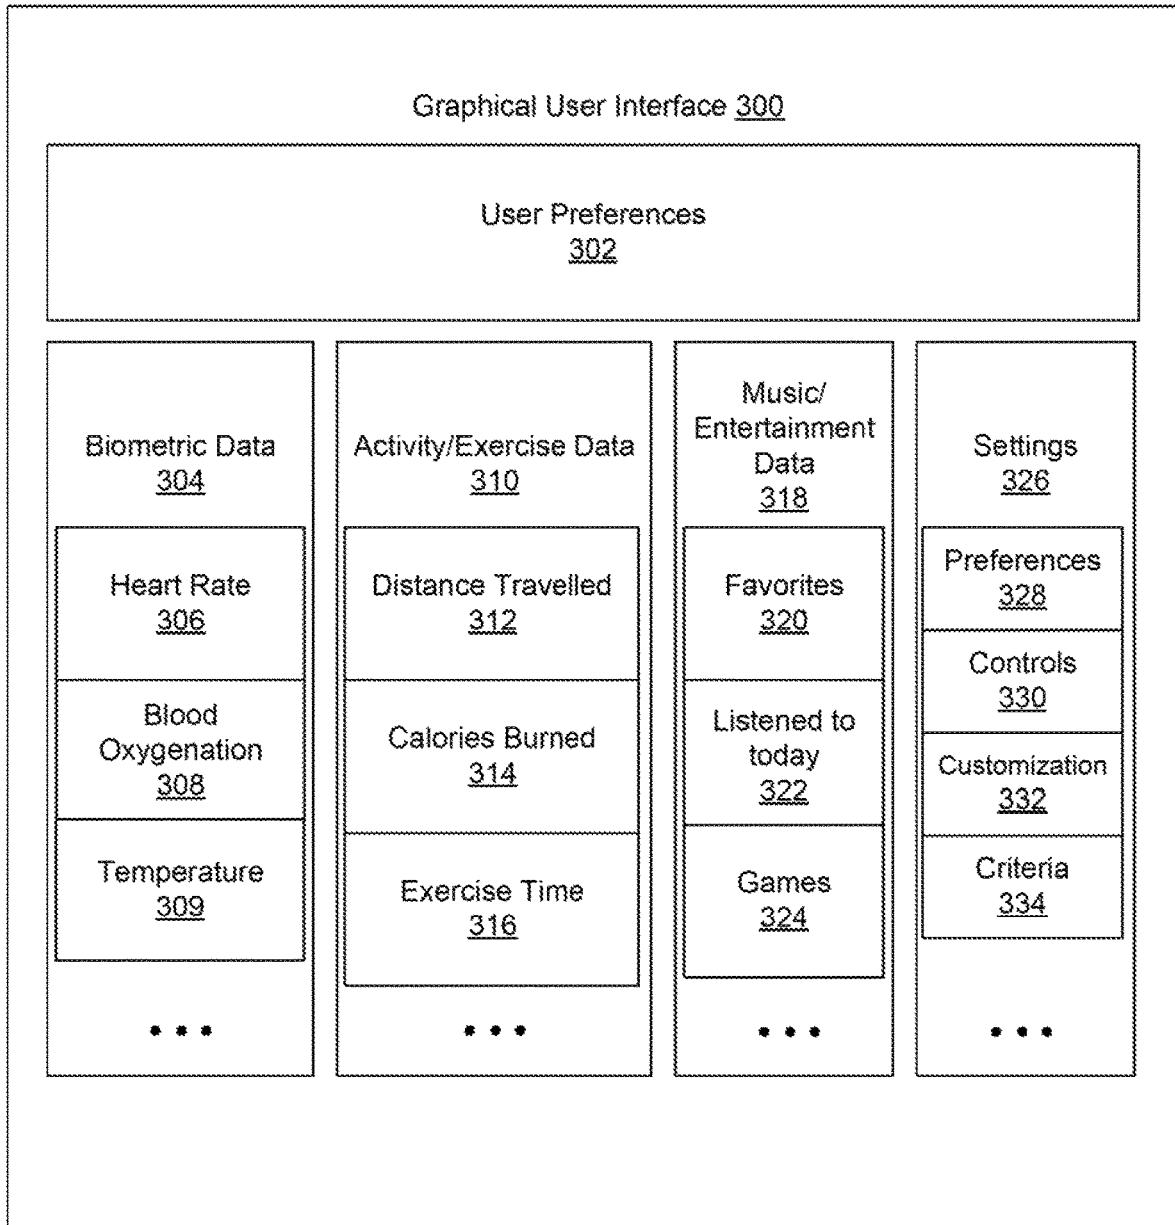 Graphical User Interface 300
User Preferences
302
Biometric Data
304
Heart Rate
306
Blood
Oxygenation
308
Temperature
309
Activity/Exercise Data
310
Distance Travelled
312
Calories Burned
314
Exercise Time
316
Music/
Entertainment
Data
318
Favorites
320
Listened to
today
322
Games
324
Settings
326
Preferences
328
Controls
330
Customization
332
Criteria
334